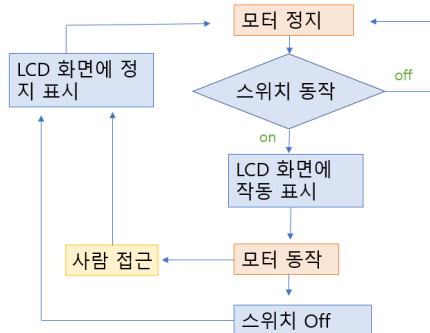 모터 정지
LCD 화면에 정
지 표시
스위치 동작
off
on
LCD 화면에
작동 표시
사람 접근
모터 동작
스위치 Off